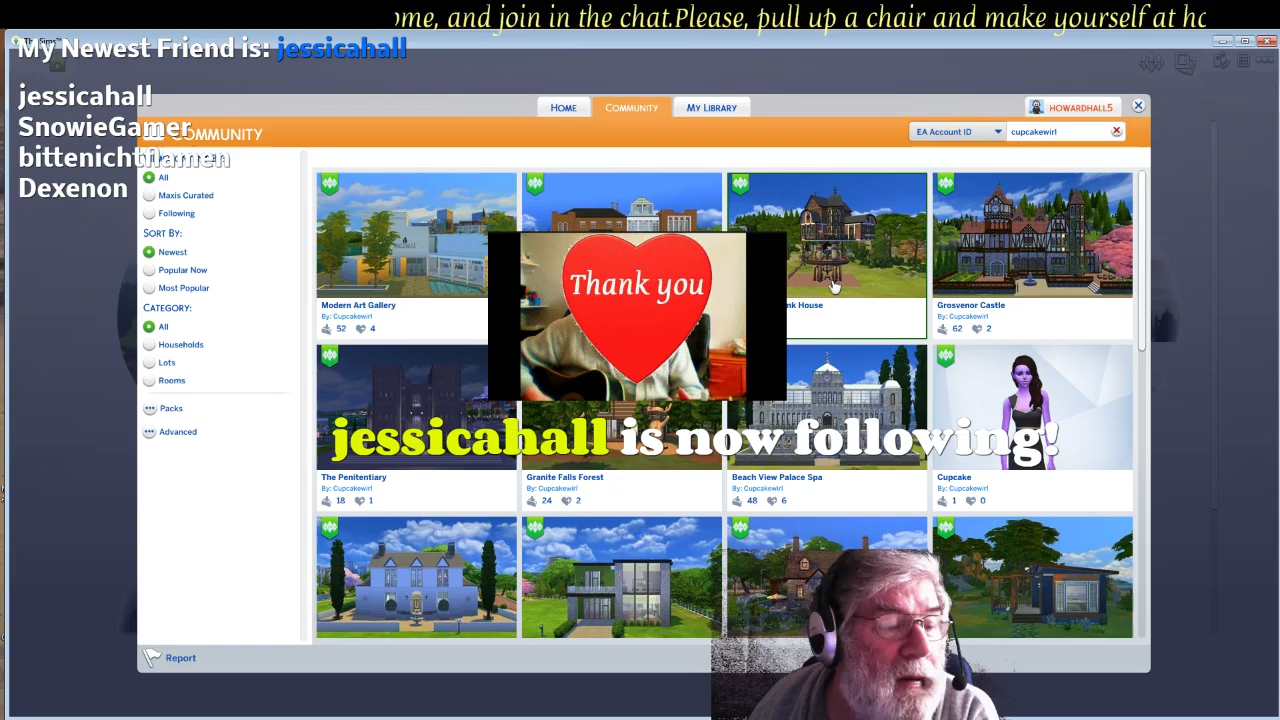 ome, and join in the chat.Please, pull up a chair and make yourself at ho
My Newest Friend is: jessicahall
jessicahall
SnowieGamer
bittenichtflamen
Dexenon
HOME
COMMUNITY
MY LIBRARY
HOWARDHALL5
COMMUNITY
EA Account ID
cupcakewirl
All
Maxis Curated
Following
SORT BY:
Newest
Popular Now
Most Popular
CATEGORY:
All
Households
Lots
Rooms
Packs
Advanced
Thank you
Modern Art Gallery
By: Cupcakewirl
52 4
House
Grosvenor Castle
By: Cupcakewirl
62 2
jessicahall is now following!
The Penitentiary
By: Cupcakewirl
18 1
Granite Falls Forest
By: Cupcakewirl
24 2
Beach View Palace Spa
By: Cupcakewirl
48 6
Cupcake
By: Cupcakewirl
1 0
Report